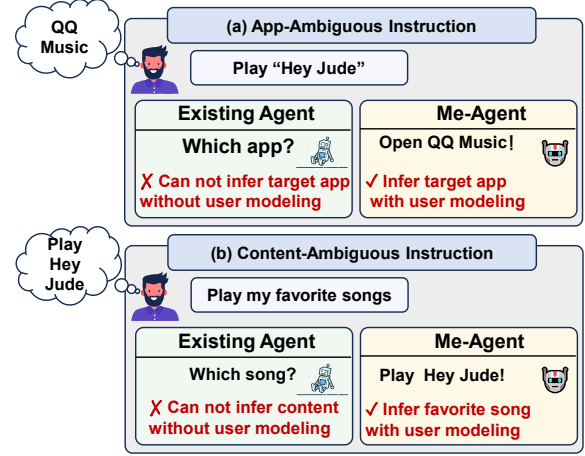 QQ
Music
(a) App-Ambiguous Instruction
Play “Hey Jude”
Existing Agent
Which app?
✗ Can not infer target app
without user modeling
Me-Agent
Open QQ Music!
✓ Infer target app
with user modeling
Play
Hey
Jude
(b) Content-Ambiguous Instruction
Play my favorite songs
Existing Agent
Which song?
✗ Can not infer content
without user modeling
Me-Agent
Play Hey Jude!
✓ Infer favorite song
with user modeling